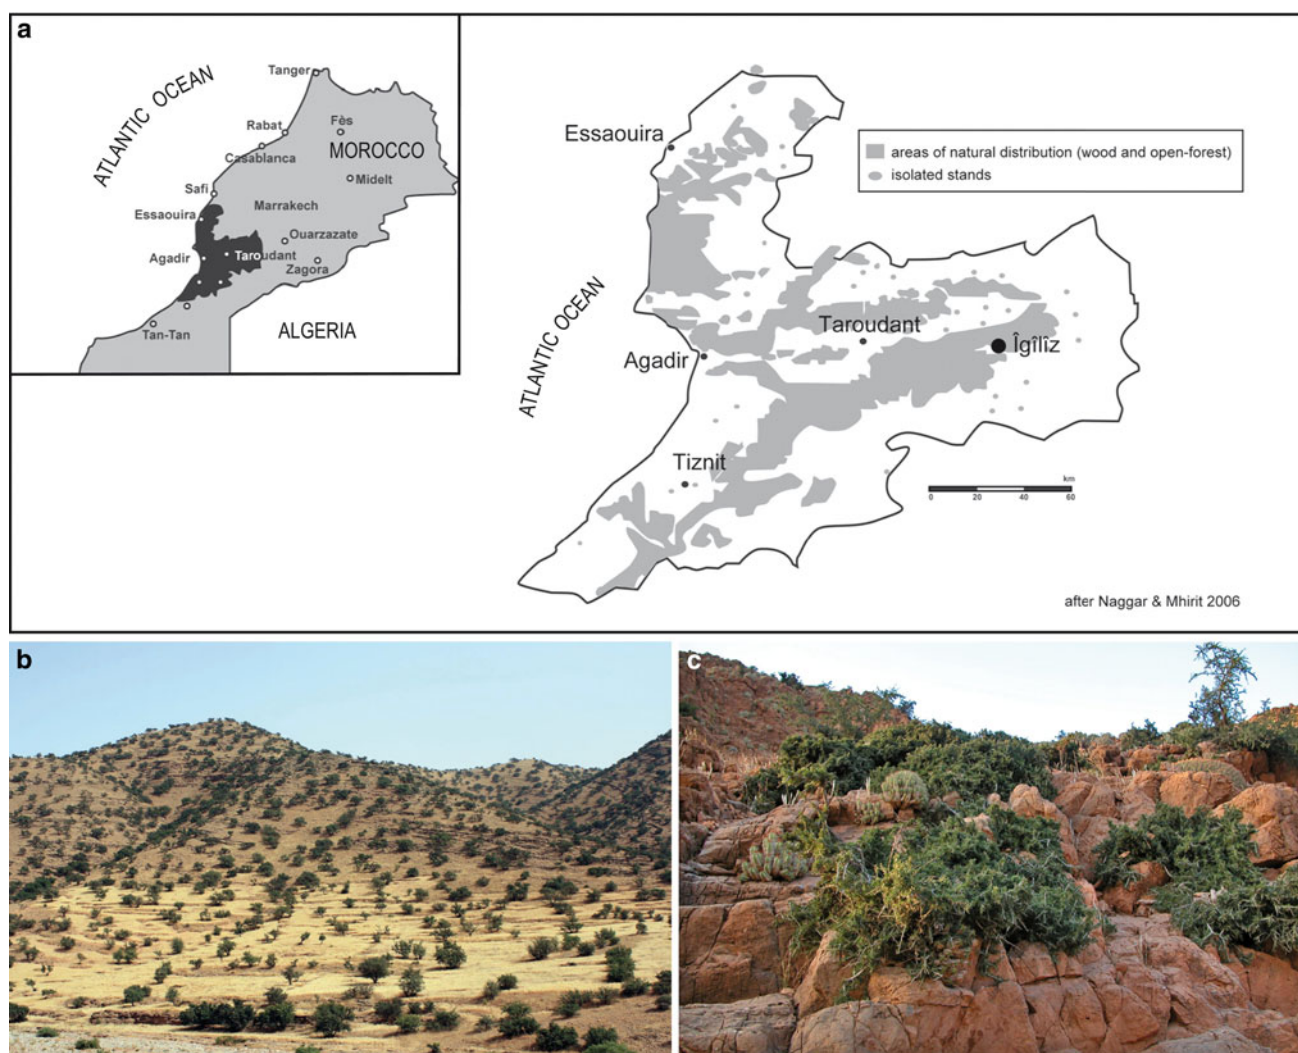 a
ATLANTIC OCEAN
Tanger
Rabat
Fès
Casablanca
MOROCCO
Midelt
Safi
Marrakech
Essaouira
Ouarzazate
Agadir
Taroudant
Zagora
Tan-Tan
ALGERIA
Essaouira
areas of natural distribution (wood and open-forest)
isolated stands
ATLANTIC OCEAN
Taroudant
Îgîlîz
Agadir
Tiznit
km
0 20 40 60
after Naggar & Mhirit 2006
b
c